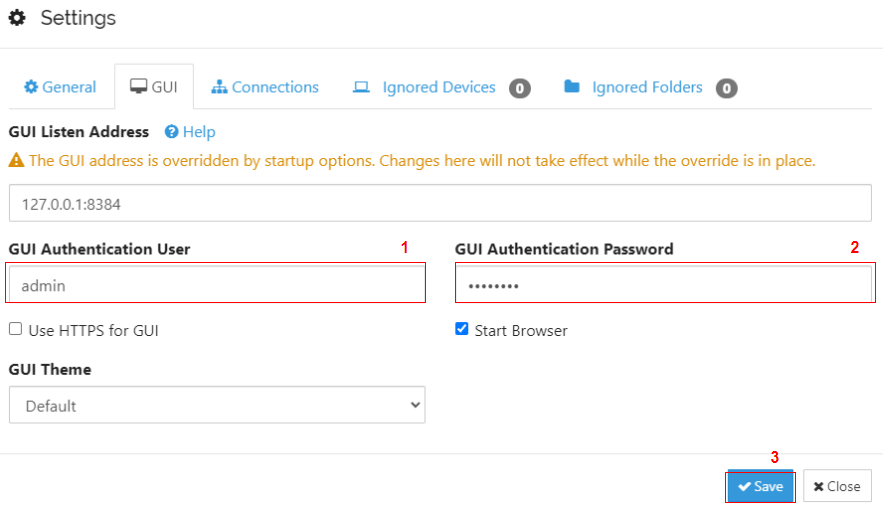 Settings
General GUI Connections Ignored Devices 0 Ignored Folders 0
GUI Listen Address Help
The GUI address is overridden by startup options. Changes here will not take effect while the override is in place.
127.0.0.1:8384
GUI Authentication User 1 GUI Authentication Password 2
admin ••••••••
Use HTTPS for GUI Start Browser
GUI Theme
Default
3
Save Close